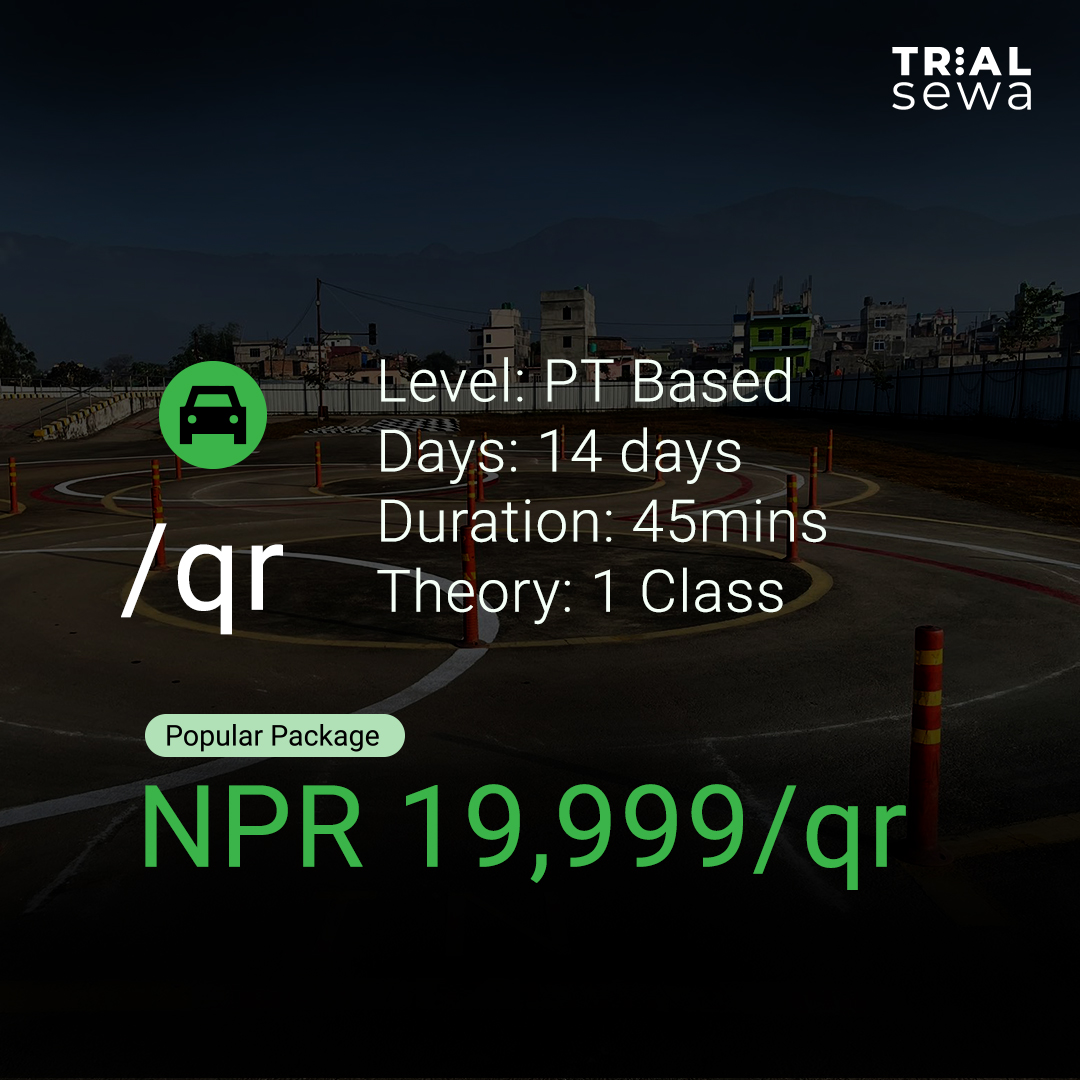 TRIAL
sewa
Level: PT Based
Days: 14 days
Duration: 45mins
Theory: 1 Class
/qr
Popular Package
NPR 19,999/qr